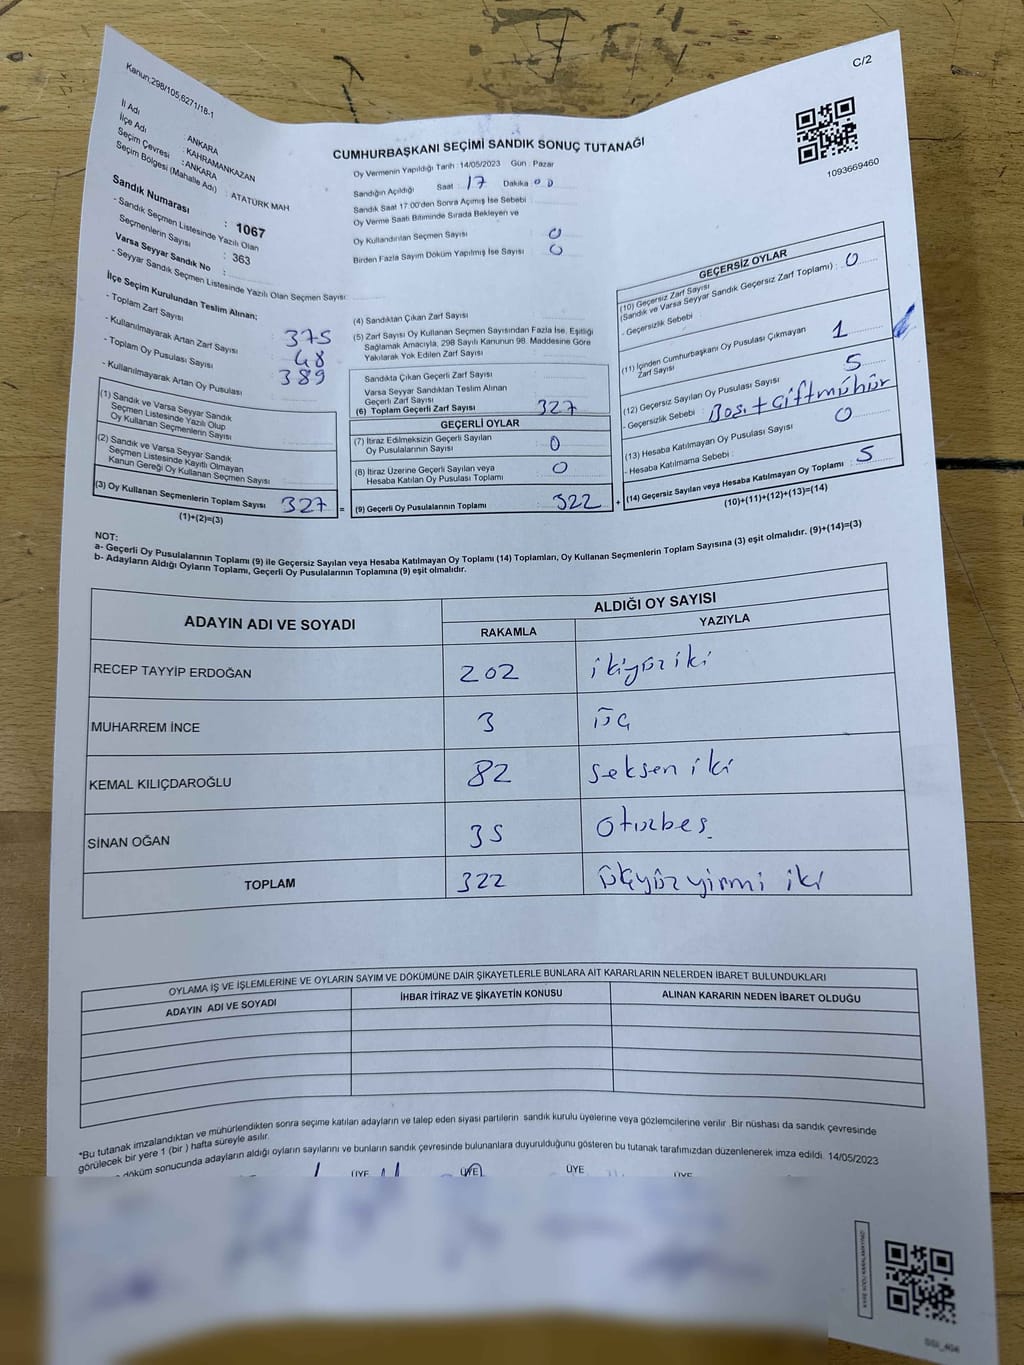 C/2
Kanun:298/105,6271/18-1
CUMHURBAŞKANI SEÇİMİ SANDIK SONUÇ TUTANAĞI
1093669460
İl Adı : ANKARA
İlçe Adı : KAHRAMANKAZAN
Seçim Çevresi : ANKARA
Seçim Bölgesi (Mahalle Adı) : ATATÜRK MAH
Sandık Numarası : 1067
- Sandık Seçmen Listesinde Yazılı Olan
Seçmenlerin Sayısı : 363
Varsa Seyyar Sandık No :
- Seyyar Sandık Seçmen Listesinde Yazılı Olan Seçmen Sayısı:
Oy Vermenin Yapıldığı Tarih : 14/05/2023 Gün : Pazar
Sandığın Açıldığı Saat : 17 Dakika 00
Sandık Saat 17:00'den Sonra Açımış İse Sebebi
Oy Verme Saati Bitiminde Sırada Bekleyen ve
Oy Kullandırılan Seçmen Sayısı : 0
Birden Fazla Sayım Döküm Yapılmış İse Sayısı : 0
İlçe Seçim Kurulundan Teslim Alınan;
- Toplam Zarf Sayısı : 375
- Kullanılmayarak Artan Zarf Sayısı : 48
- Toplam Oy Pusulası Sayısı : 389
- Kullanılmayarak Artan Oy Pusulası
(1) Sandık ve Varsa Seyyar Sandık
Seçmen Listesinde Yazılı Olup
Oy Kullanan Seçmenlerin Sayısı
(2) Sandık ve Varsa Seyyar Sandık
Seçmen Listesinde Kayıtlı Olmayan
Kanun Gereği Oy Kullanan Seçmen Sayısı
(3) Oy Kullanan Seçmenlerin Toplam Sayısı 327 =
(1)+(2)=(3)
(4) Sandıktan Çıkan Zarf Sayısı
(5) Zarf Sayısı Oy Kullanan Seçmen Sayısından Fazla İse, Eşitliği
Sağlamak Amacıyla, 298 Sayılı Kanunun 98. Maddesine Göre
Yakılarak Yok Edilen Zarf Sayısı
Sandıkta Çıkan Geçerli Zarf Sayısı
Varsa Seyyar Sandıktan Teslim Alınan
Geçerli Zarf Sayısı
(6) Toplam Geçerli Zarf Sayısı 327
GEÇERLİ OYLAR
(7) İtiraz Edilmeksizin Geçerli Sayılan
Oy Pusulalarının Sayısı 0
(8) İtiraz Üzerine Geçerli Sayılan veya
Hesaba Katılan Oy Pusulası Toplamı 0
(9) Geçerli Oy Pusulalarının Toplamı 322 +
GEÇERSİZ OYLAR
(10) Geçersiz Zarf Sayısı
(Sandık ve Varsa Seyyar Sandık Geçersiz Zarf Toplamı) : 0
- Geçersizlik Sebebi :
(11) İçinden Cumhurbaşkanı Oy Pusulası Çıkmayan
Zarf Sayısı 1
(12) Geçersiz Sayılan Oy Pusulası Sayısı : 5
- Geçersizlik Sebebi : Boş + Çiftmühür
(13) Hesaba Katılmayan Oy Pusulası Sayısı : 0
- Hesaba Katılmama Sebebi :
(14) Geçersiz Sayılan veya Hesaba Katılmayan Oy Toplamı : 5
(10)+(11)+(12)+(13)=(14)
NOT:
a- Geçerli Oy Pusulalarının Toplamı (9) ile Geçersiz Sayılan veya Hesaba Katılmayan Oy Toplamı (14) Toplamları, Oy Kullanan Seçmenlerin Toplam Sayısına (3) eşit olmalıdır. (9)+(14)=(3)
b- Adayların Aldığı Oyların Toplamı, Geçerli Oy Pusulalarının Toplamına (9) eşit olmalıdır.
ADAYIN ADI VE SOYADI ALDIĞI OY SAYISI
RAKAMLA YAZIYLA
RECEP TAYYİP ERDOĞAN 202 ikiyüz iki
MUHARREM İNCE 3 üç
KEMAL KILIÇDAROĞLU 82 seksen iki
SİNAN OĞAN 35 Otuzbeş
TOPLAM 322 üçyüz yirmi iki
OYLAMA İŞ VE İŞLEMLERİNE VE OYLARIN SAYIM VE DÖKÜMÜNE DAİR ŞİKAYETLERLE BUNLARA AİT KARARLARIN NELERDEN İBARET BULUNDUKLARI
ADAYIN ADI VE SOYADI İHBAR İTİRAZ VE ŞİKAYETİN KONUSU ALINAN KARARIN NEDEN İBARET OLDUĞU
*Bu tutanak imzalandıktan ve mühürlendikten sonra seçime katılan adayların ve talep eden siyasi partilerin sandık kurulu üyelerine veya gözlemcilerine verilir. Bir nüshası da sandık çevresinde
görülecek bir yere 1 (bir ) hafta süreyle asılır.
döküm sonucunda adayların aldığı oyların sayılarını ve bunların sandık çevresinde bulunanlara duyurulduğunu gösteren bu tutanak tarafımızdan düzenlenerek imza edildi. 14/05/2023
ÜYE ÜYE ÜYE ÜYE